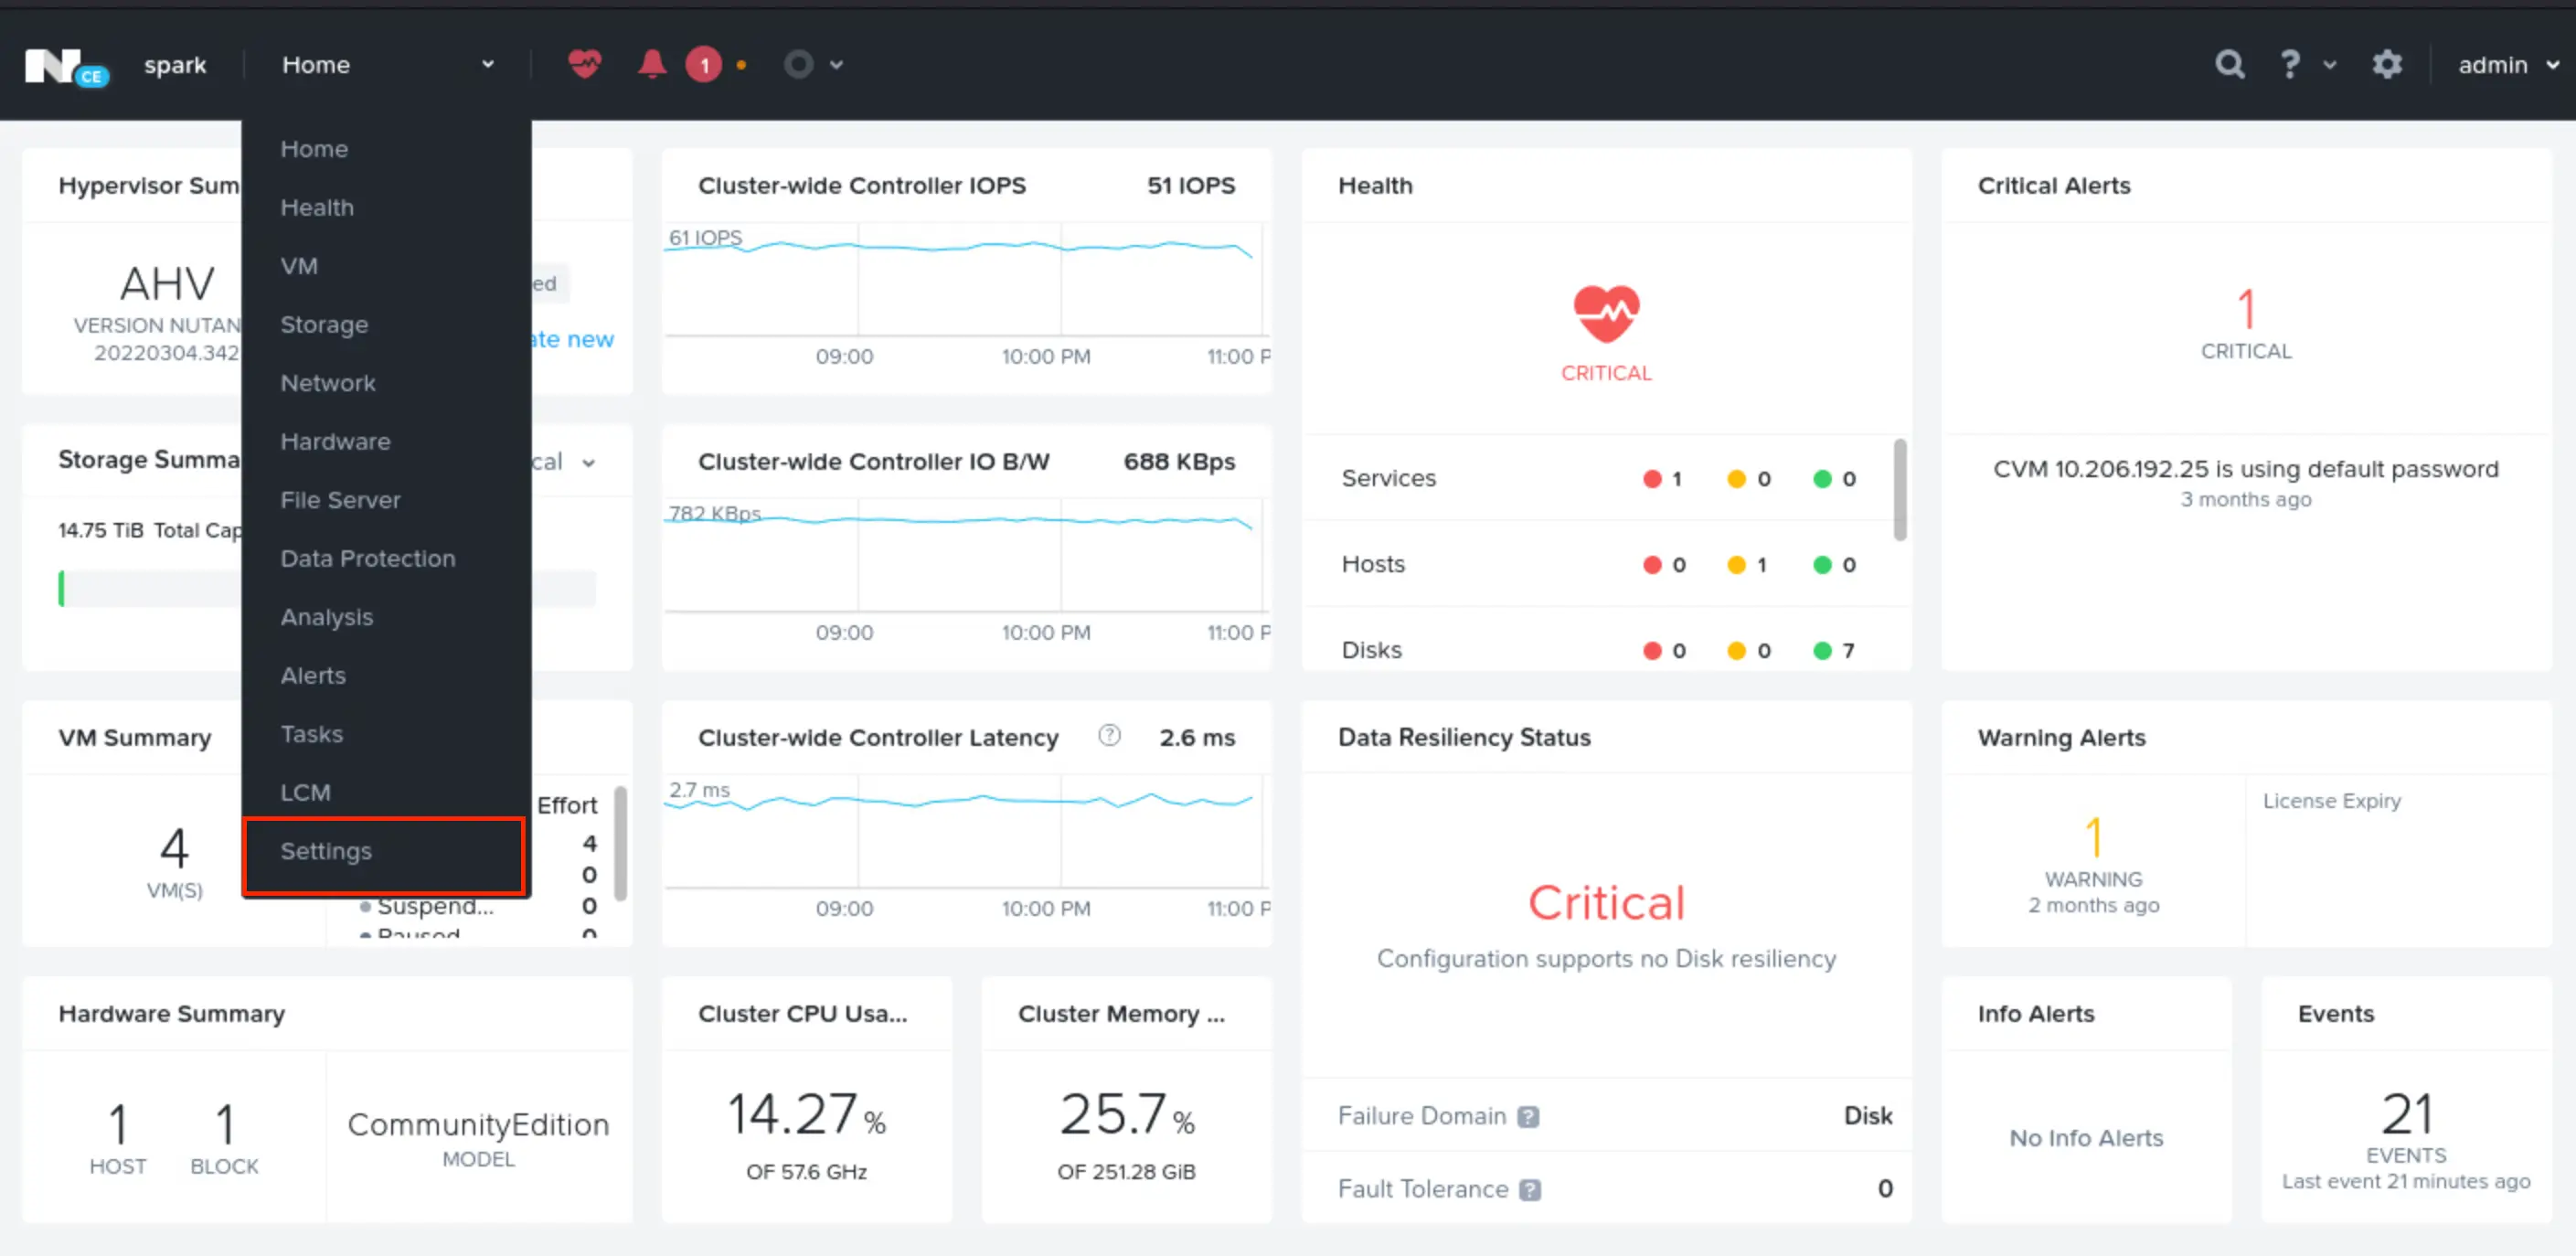 CE
spark
Home
1
?
admin
Home
Health
VM
Storage
Network
Hardware
File Server
Data Protection
Analysis
Alerts
Tasks
LCM
Settings
Hypervisor Sum
AHV
VERSION NUTAN
20220304.342
ed
ate new
Storage Summa
cal
14.75 TiB Total Cap
VM Summary
4
VM(S)
Effort
4
0
Suspend... 0
Paused 0
Hardware Summary
1
HOST
1
BLOCK
CommunityEdition
MODEL
Cluster-wide Controller IOPS 51 IOPS
61 IOPS
09:00 10:00 PM 11:00 P
Cluster-wide Controller IO B/W 688 KBps
782 KBps
09:00 10:00 PM 11:00 P
Cluster-wide Controller Latency ? 2.6 ms
2.7 ms
09:00 10:00 PM 11:00 P
Cluster CPU Usa...
14.27 %
OF 57.6 GHz
Cluster Memory ...
25.7 %
OF 251.28 GiB
Health
CRITICAL
Services 1 0 0
Hosts 0 1 0
Disks 0 0 7
Data Resiliency Status
Critical
Configuration supports no Disk resiliency
Failure Domain ? Disk
Fault Tolerance ? 0
Critical Alerts
1
CRITICAL
CVM 10.206.192.25 is using default password
3 months ago
Warning Alerts
1
WARNING
2 months ago
License Expiry
Info Alerts
No Info Alerts
Events
21
EVENTS
Last event 21 minutes ago